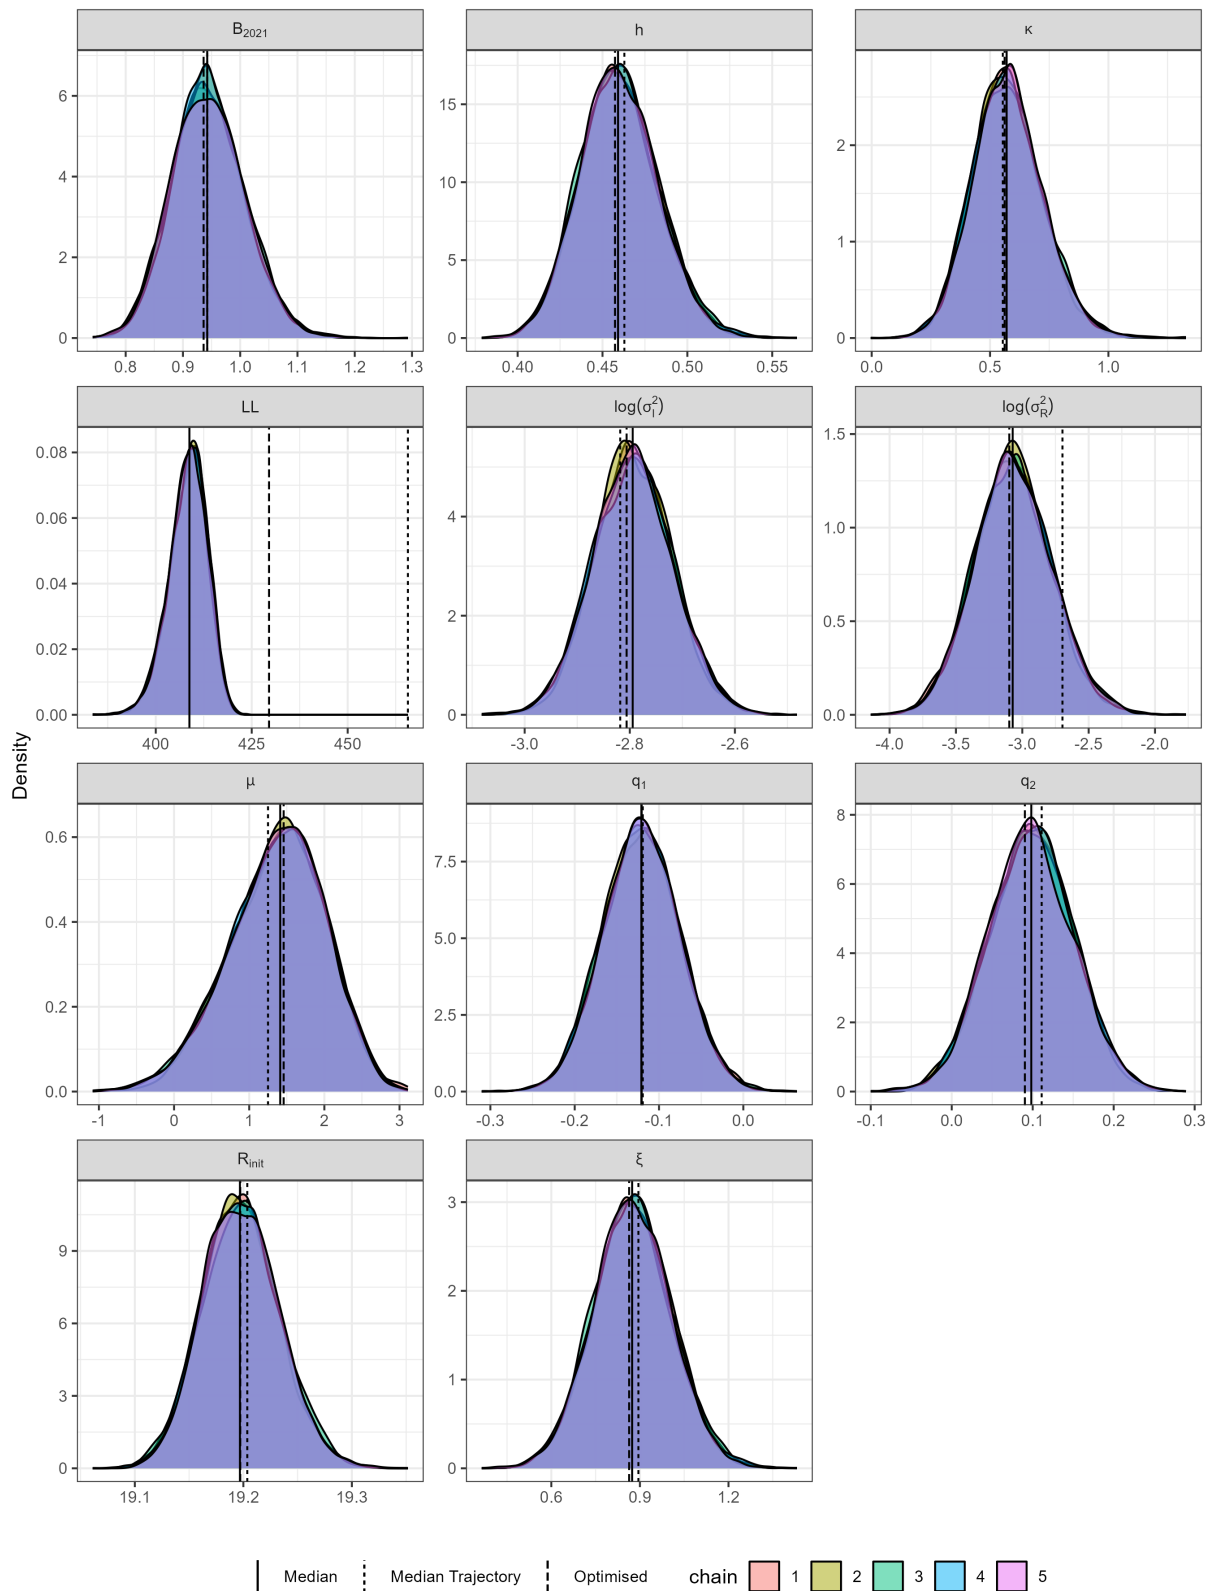 B₂₀₂₁ h κ
6
4
2
0
15
10
5
0
2
1
0
0.8 0.9 1.0 1.1 1.2 1.3
0.40 0.45 0.50 0.55
0.0 0.5 1.0
LL log(σ_I^2) log(σ_R^2)
0.08
0.06
0.04
0.02
0.00
4
2
0
1.5
1.0
0.5
0.0
400 425 450
-3.0 -2.8 -2.6
-4.0 -3.5 -3.0 -2.5 -2.0
Density
μ q₁ q₂
0.6
0.4
0.2
0.0
7.5
5.0
2.5
0.0
8
6
4
2
0
-1 0 1 2 3
-0.3 -0.2 -0.1 0.0
-0.1 0.0 0.1 0.2 0.3
R_init ξ
9
6
3
0
3
2
1
0
19.1 19.2 19.3
0.6 0.9 1.2
Median Median Trajectory Optimised chain 1 2 3 4 5